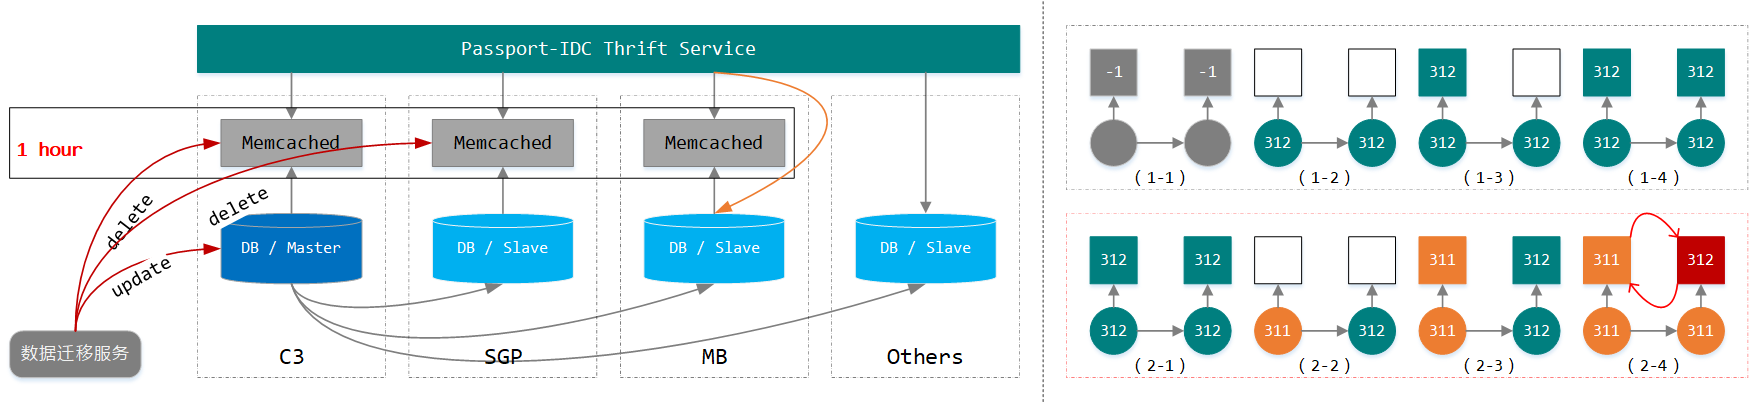 Passport-IDC Thrift Service
1 hour
Memcached
Memcached
Memcached
delete
delete
update
DB / Master
DB / Slave
DB / Slave
DB / Slave
数据迁移服务
C3
SGP
MB
Others
-1 -1 312 312 312
312 312 312 312 312 312
( 1-1 ) ( 1-2 ) ( 1-3 ) ( 1-4 )
312 312 311 312 311 312
312 312 311 312 311 312 311 311
( 2-1 ) ( 2-2 ) ( 2-3 ) ( 2-4 )